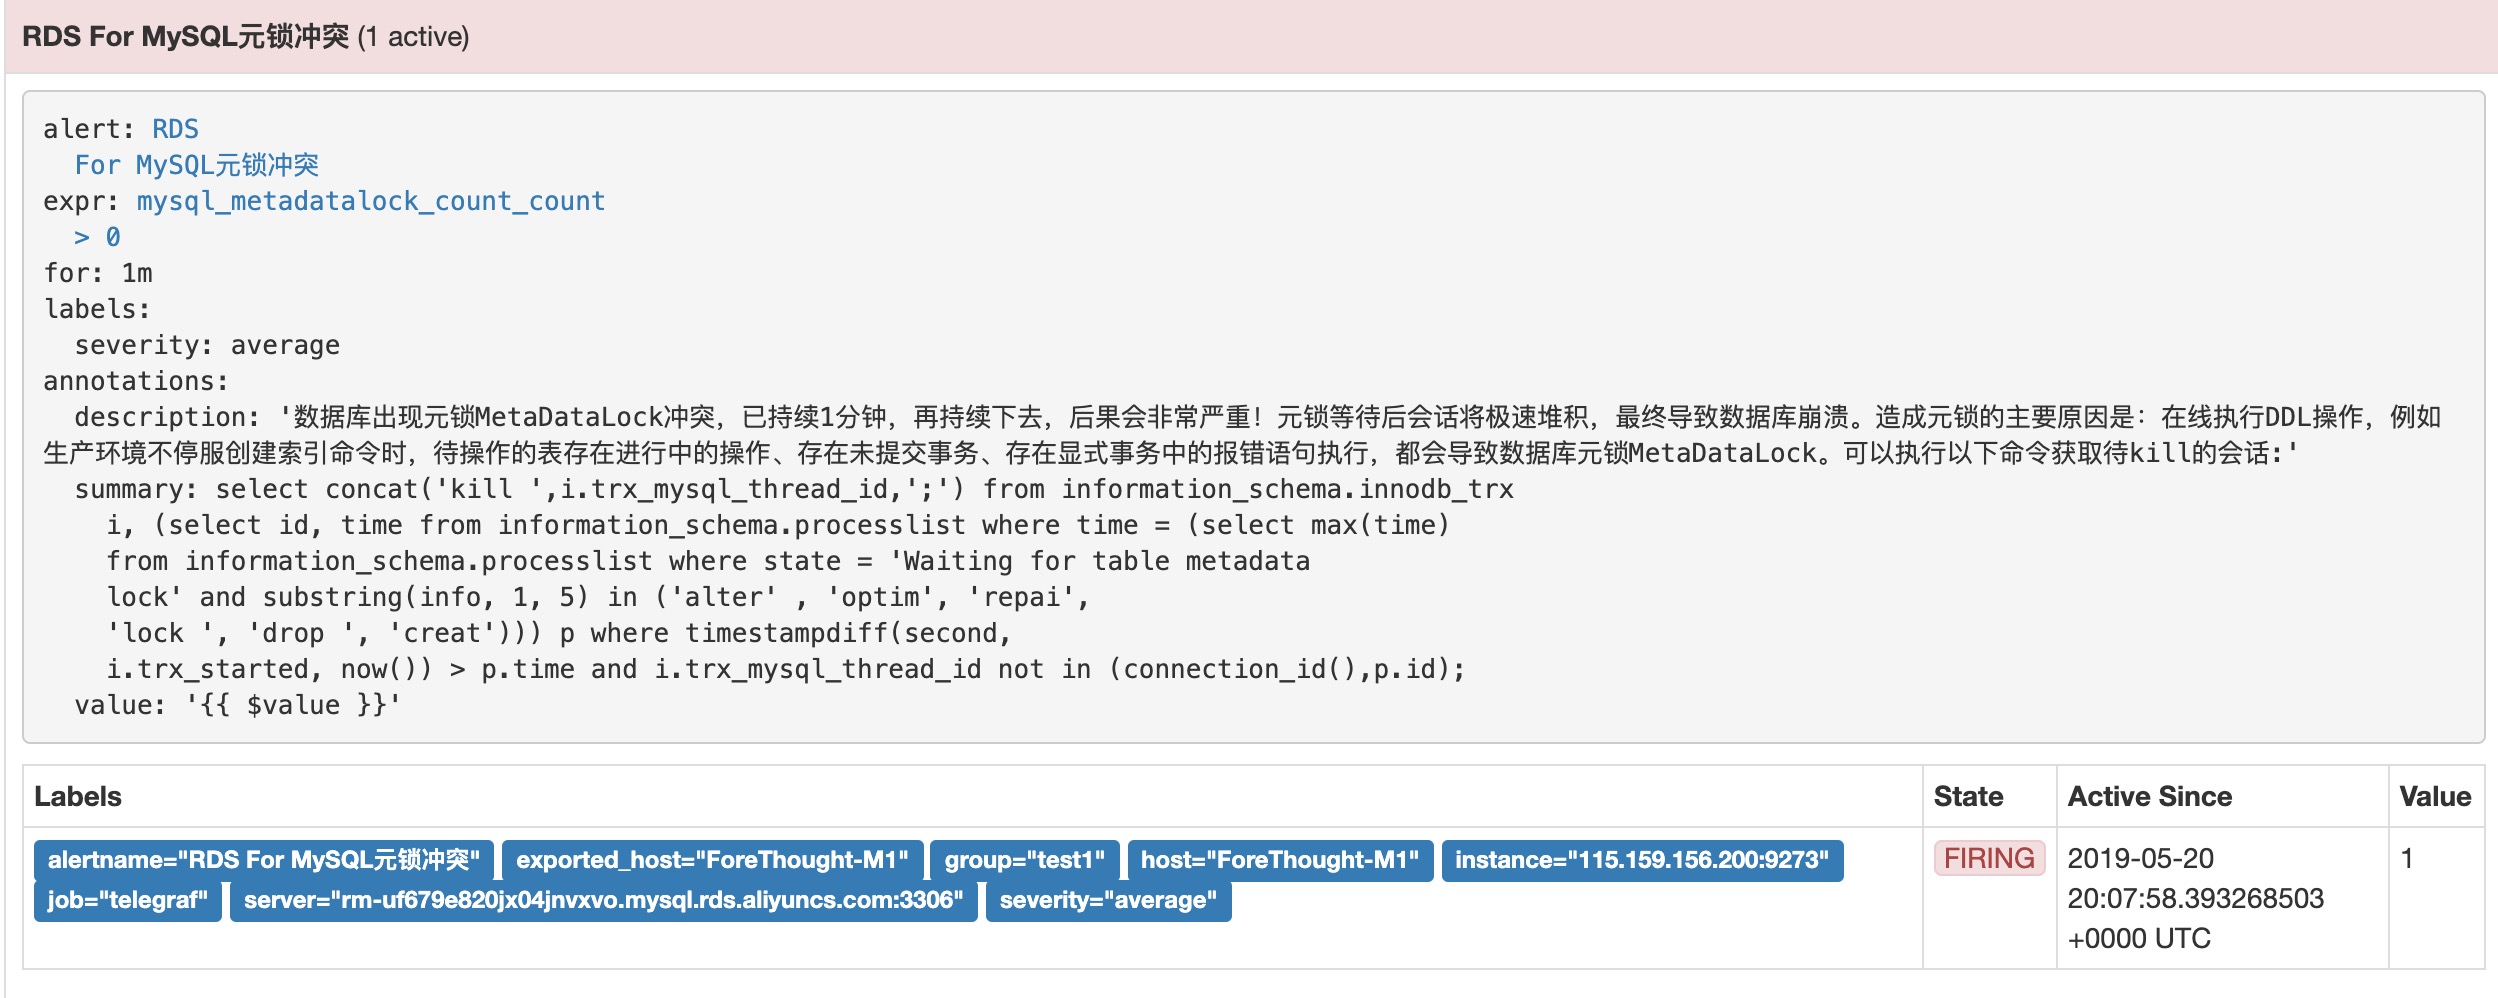 RDS For MySQL元锁冲突 (1 active)
alert: RDS
For MySQL元锁冲突
expr: mysql_metadatalock_count_count
> 0
for: 1m
labels:
severity: average
annotations:
description: '数据库出现元锁MetaDataLock冲突，已持续1分钟，再持续下去，后果会非常严重！元锁等待后会话将极速堆积，最终导致数据库崩溃。造成元锁的主要原因是：在线执行DDL操作，例如
生产环境不停服创建索引命令时，待操作的表存在进行中的操作、存在未提交事务、存在显式事务中的报错语句执行，都会导致数据库元锁MetaDataLock。可以执行以下命令获取待kill的会话:'
summary: select concat('kill ',i.trx_mysql_thread_id,';') from information_schema.innodb_trx
i, (select id, time from information_schema.processlist where time = (select max(time)
from information_schema.processlist where state = 'Waiting for table metadata
lock' and substring(info, 1, 5) in ('alter' , 'optim', 'repai',
'lock ', 'drop ', 'creat'))) p where timestampdiff(second,
i.trx_started, now()) > p.time and i.trx_mysql_thread_id not in (connection_id(),p.id);
value: '{{ $value }}'
Labels State Active Since Value
alertname="RDS For MySQL元锁冲突" exported_host="ForeThought-M1" group="test1" host="ForeThought-M1" instance="115.159.156.200:9273"
job="telegraf" server="rm-uf679e820jx04jnvxvo.mysql.rds.aliyuncs.com:3306" severity="average"
FIRING
2019-05-20
20:07:58.393268503
+0000 UTC
1